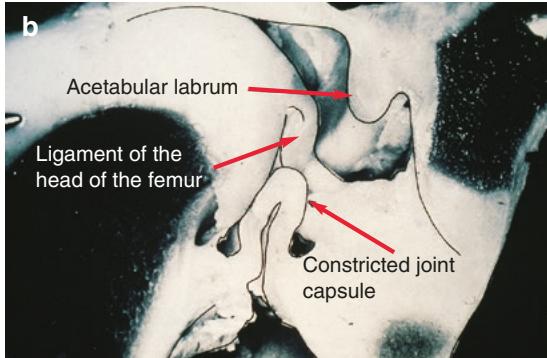 b
Acetabular labrum
Ligament of the
head of the femur
Constricted joint
capsule